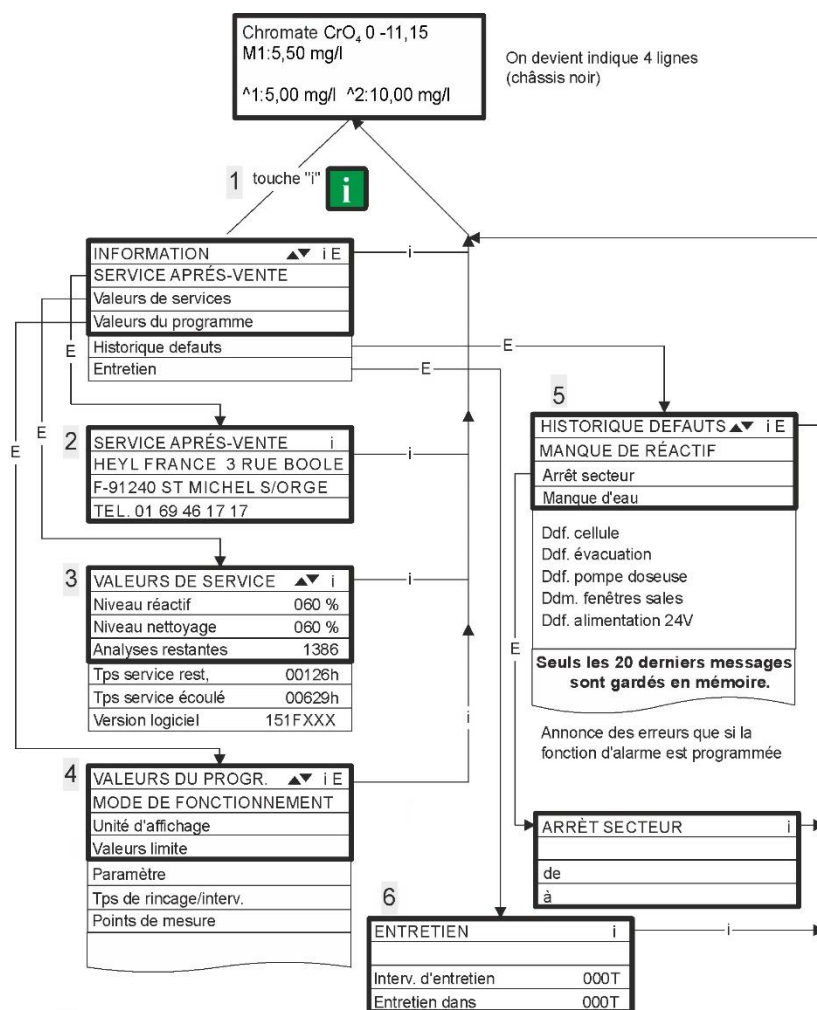 Chromate CrO4 0 -11,15
M1:5,50 mg/l
^1:5,00 mg/l ^2:10,00 mg/l
On devient indique 4 lignes
(châssis noir)
1 touche "i" i
INFORMATION ▲▼ i E
SERVICE APRÉS-VENTE
Valeurs de services
Valeurs du programme
Historique defauts
Entretien
i
E
E
E
E
E
2
SERVICE APRÉS-VENTE i
HEYL FRANCE 3 RUE BOOLE
F-91240 ST MICHEL S/ORGE
TEL. 01 69 46 17 17
i
3
VALEURS DE SERVICE ▲▼ i
Niveau réactif 060 %
Niveau nettoyage 060 %
Analyses restantes 1386
Tps service rest, 00126h
Tps service écoulé 00629h
Version logiciel 151FXXX
i
i
4
VALEURS DU PROGR. ▲▼ i E
MODE DE FONCTIONNEMENT
Unité d'affichage
Valeurs limite
Paramètre
Tps de rincage/interv.
Points de mesure
5
HISTORIQUE DEFAUTS ▲▼ i E
MANQUE DE RÉACTIF
Arrêt secteur
Manque d'eau
Ddf. cellule
Ddf. évacuation
Ddf. pompe doseuse
Ddm. fenêtres sales
Ddf. alimentation 24V
E
Seuls les 20 derniers messages
sont gardés en mémoire.
Annonce des erreurs que si la
fonction d'alarme est programmée
ARRÈT SECTEUR i
de
à
6
ENTRETIEN i
Interv. d'entretien 000T
Entretien dans 000T
i